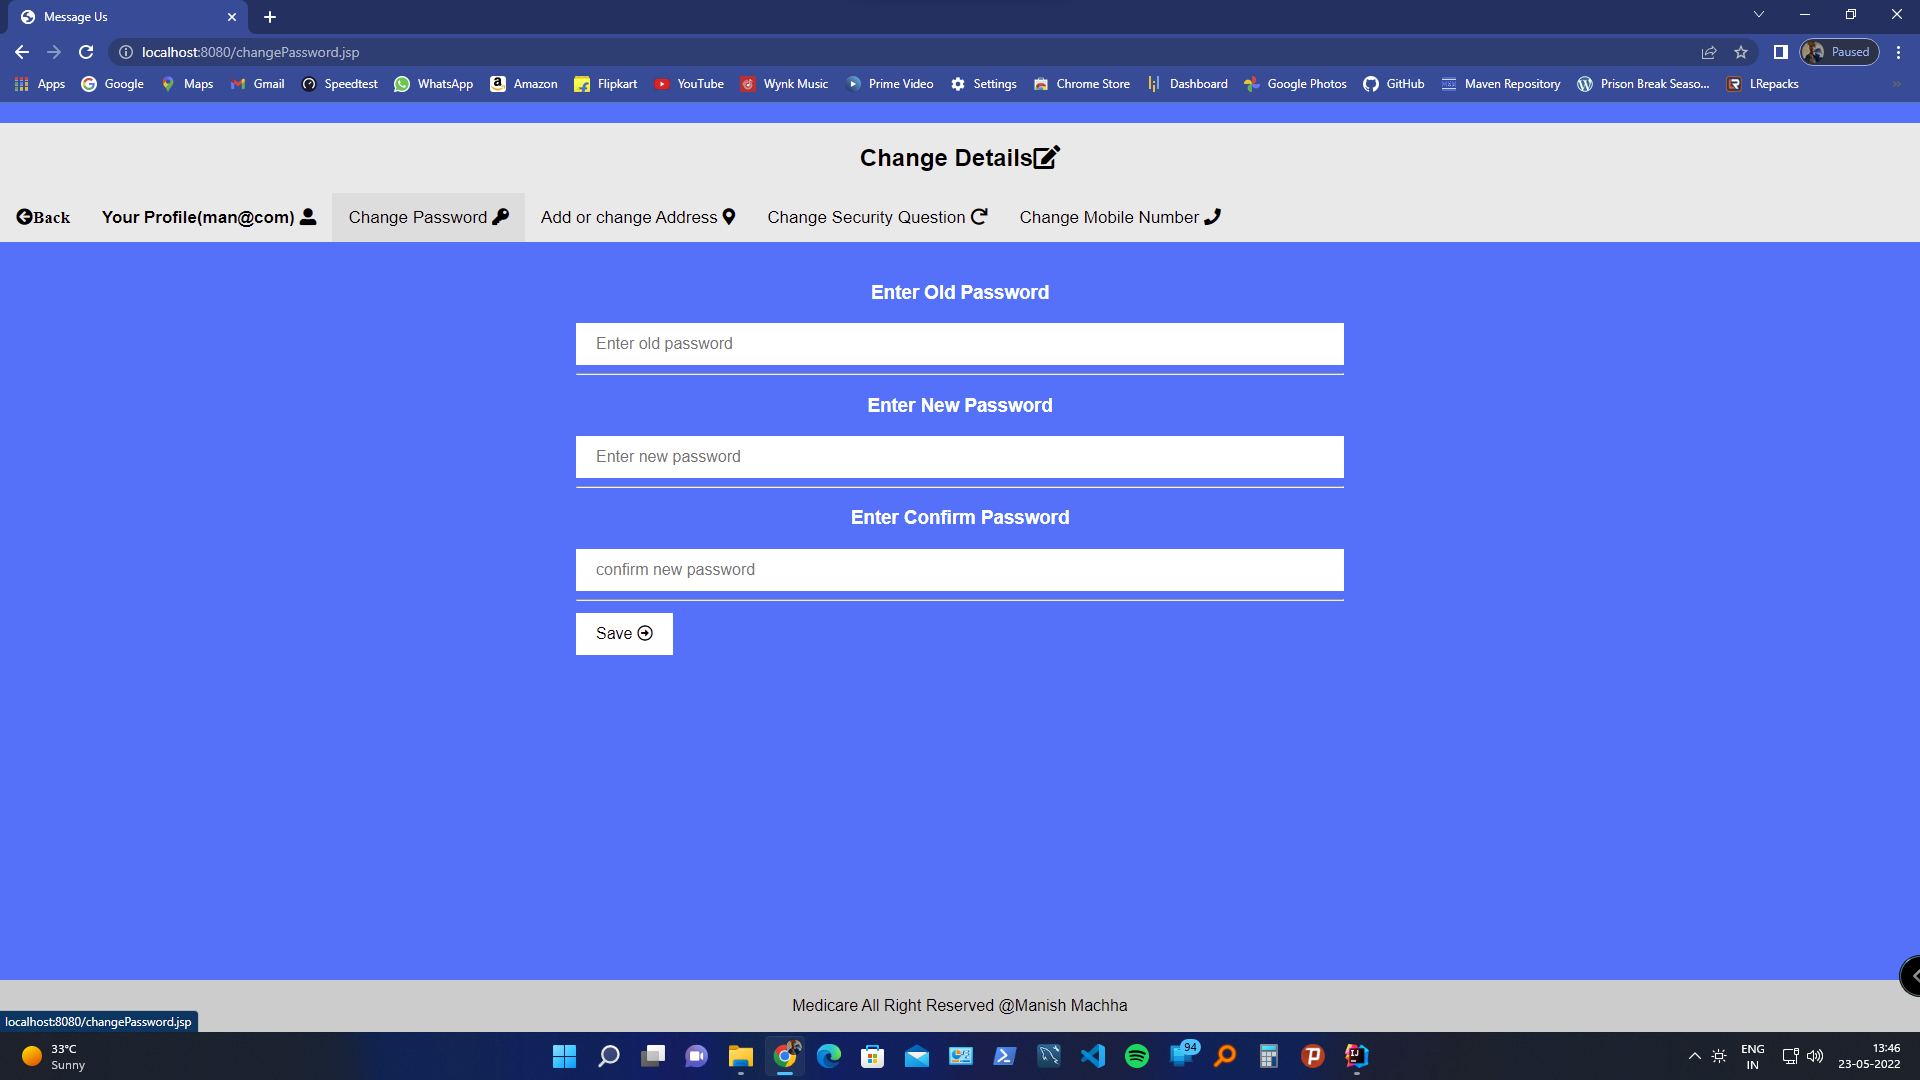 Message Us
localhost:8080/changePassword.jsp
Paused
Apps Google Maps Gmail Speedtest WhatsApp Amazon Flipkart YouTube Wynk Music Prime Video Settings Chrome Store Dashboard Google Photos GitHub Maven Repository Prison Break Seaso... LRepacks
Change Details
Back Your Profile(man@com) Change Password Add or change Address Change Security Question Change Mobile Number
Enter Old Password
Enter old password
Enter New Password
Enter new password
Enter Confirm Password
confirm new password
Save
Medicare All Right Reserved @Manish Machha
localhost:8080/changePassword.jsp
33°C
Sunny
94
ENG
IN
13:46
23-05-2022